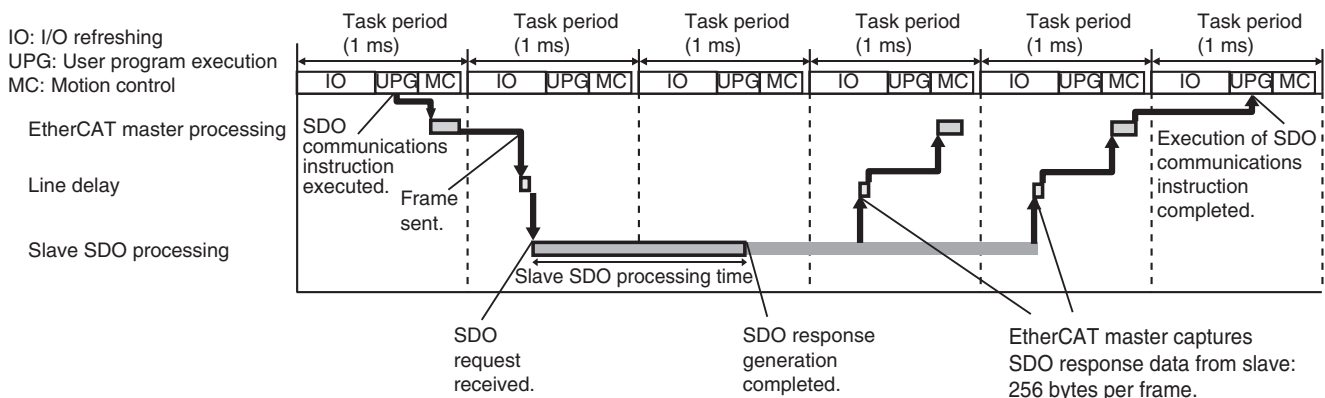 IO: I/O refreshing
UPG: User program execution
MC: Motion control
Task period
(1 ms)
Task period
(1 ms)
Task period
(1 ms)
Task period
(1 ms)
Task period
(1 ms)
Task period
(1 ms)
IO UPG MC IO UPG MC IO UPG MC IO UPG MC IO UPG MC IO UPG MC
EtherCAT master processing
Line delay
Slave SDO processing
SDO
communications
instruction
executed.
Frame
sent.
Execution of SDO
communications
instruction
completed.
Slave SDO processing time
SDO
request
received.
SDO response
generation
completed.
EtherCAT master captures
SDO response data from slave:
256 bytes per frame.